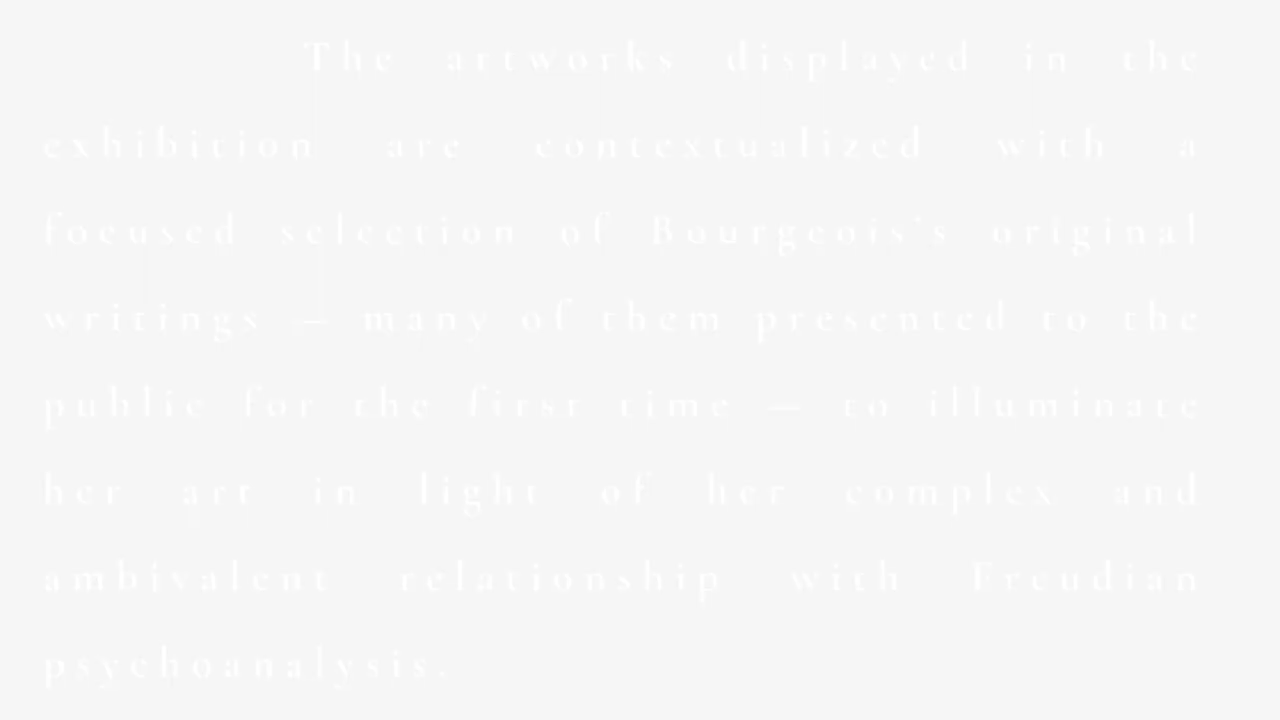 The artworks displayed in the
exhibition are contextualized with a
focused selection of Bourgeois's original
writings — many of them presented to the
public for the first time — to illuminate
her art in light of her complex and
ambivalent relationship with Freudian
psychoanalysis.